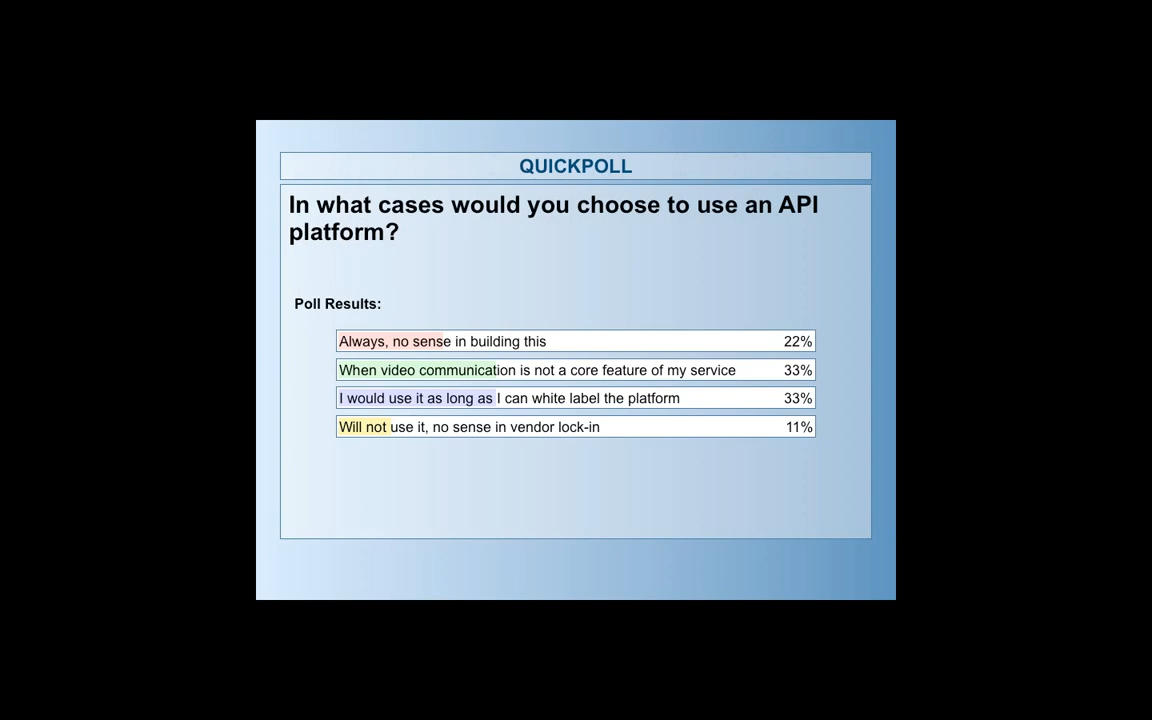 QUICKPOLL
In what cases would you choose to use an API
platform?
Poll Results:
Always, no sense in building this 22%
When video communication is not a core feature of my service 33%
I would use it as long as I can white label the platform 33%
Will not use it, no sense in vendor lock-in 11%